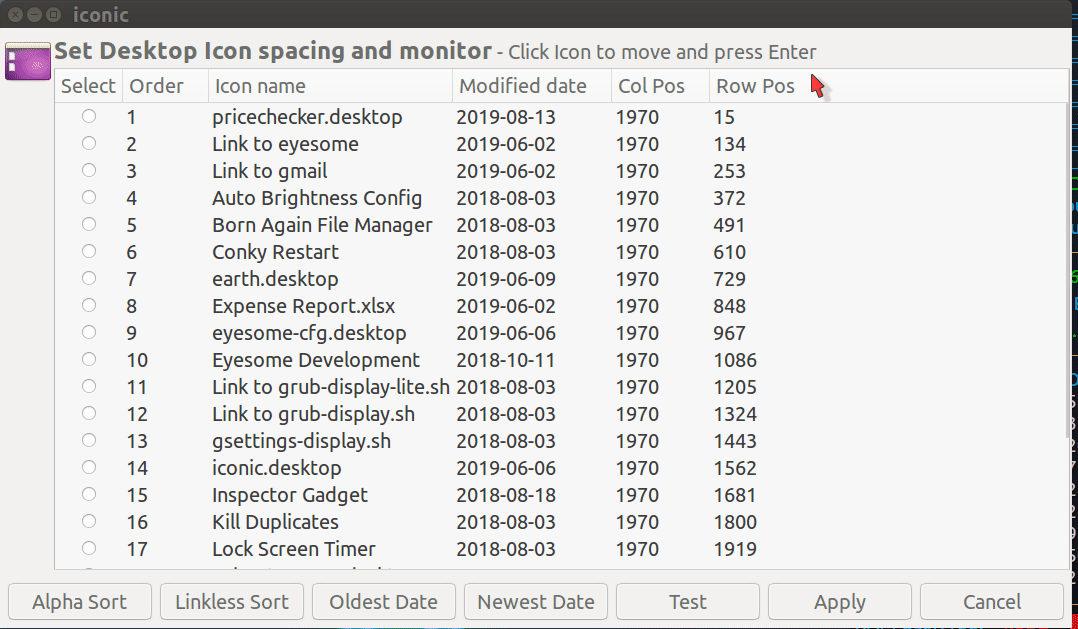 iconic
Set Desktop Icon spacing and monitor - Click Icon to move and press Enter
Select Order Icon name Modified date Col Pos Row Pos
1 pricechecker.desktop 2019-08-13 1970 15
2 Link to eyesome 2019-06-02 1970 134
3 Link to gmail 2019-06-02 1970 253
4 Auto Brightness Config 2018-08-03 1970 372
5 Born Again File Manager 2018-08-03 1970 491
6 Conky Restart 2018-08-03 1970 610
7 earth.desktop 2019-06-09 1970 729
8 Expense Report.xlsx 2019-06-02 1970 848
9 eyesome-cfg.desktop 2019-06-06 1970 967
10 Eyesome Development 2018-10-11 1970 1086
11 Link to grub-display-lite.sh 2018-08-03 1970 1205
12 Link to grub-display.sh 2018-08-03 1970 1324
13 gsettings-display.sh 2018-08-03 1970 1443
14 iconic.desktop 2019-06-06 1970 1562
15 Inspector Gadget 2018-08-18 1970 1681
16 Kill Duplicates 2018-08-03 1970 1800
17 Lock Screen Timer 2018-08-03 1970 1919
Alpha Sort Linkless Sort Oldest Date Newest Date Test Apply Cancel